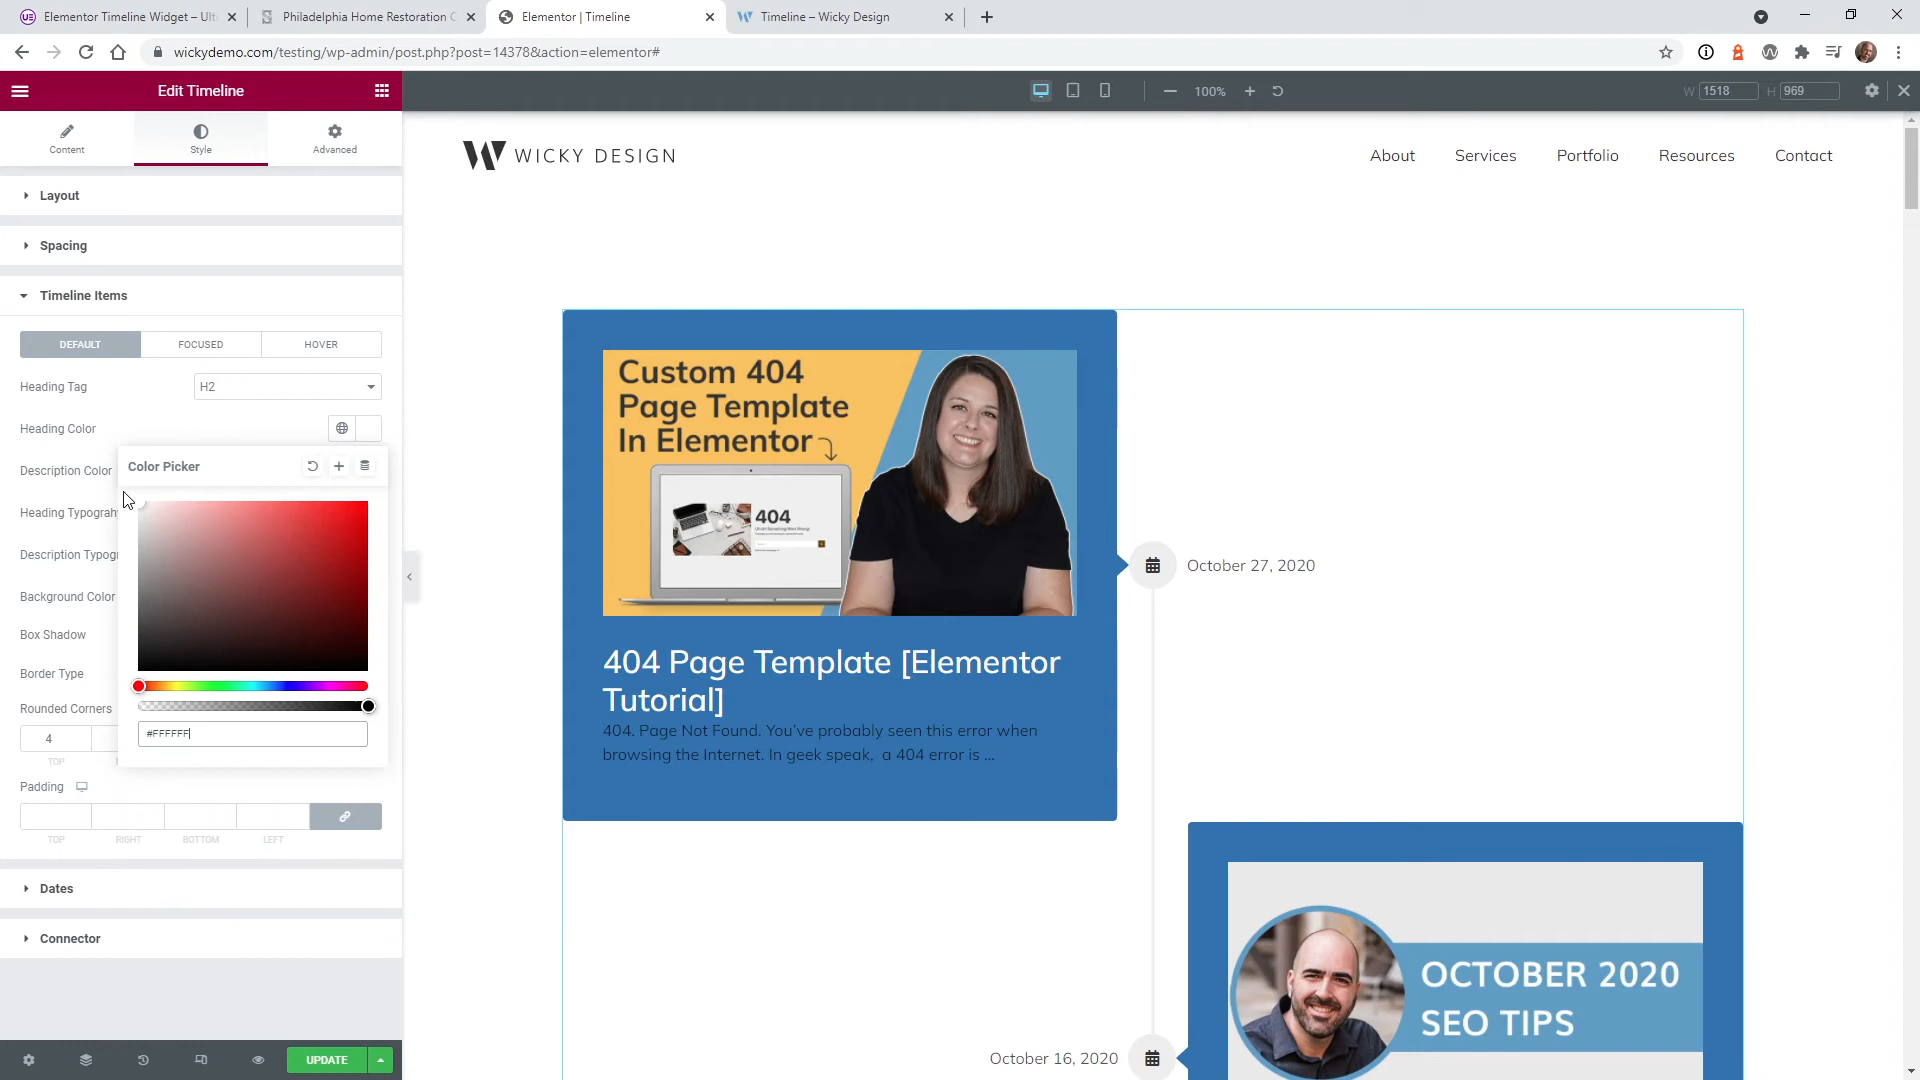 Elementor Timeline Widget – Ulti
Philadelphia Home Restoration C
Elementor | Timeline
Timeline – Wicky Design
wickydemo.com/testing/wp-admin/post.php?post=14378&action=elementor#
Edit Timeline
100%
W 1518 H 969
Content
Style
Advanced
WICKY DESIGN
About
Services
Portfolio
Resources
Contact
Layout
Spacing
Timeline Items
DEFAULT
FOCUSED
HOVER
Heading Tag
H2
Heading Color
Color Picker
Description Color
Heading Typograh
Description Typogr
Background Color
Box Shadow
Border Type
Rounded Corners
#FFFFFF
4
TOP
Padding
TOP
RIGHT
BOTTOM
LEFT
Dates
Connector
UPDATE
Custom 404
Page Template
In Elementor
404
October 27, 2020
404 Page Template [Elementor
Tutorial]
404. Page Not Found. You've probably seen this error when
browsing the Internet. In geek speak, a 404 error is ...
OCTOBER 2020
SEO TIPS
October 16, 2020